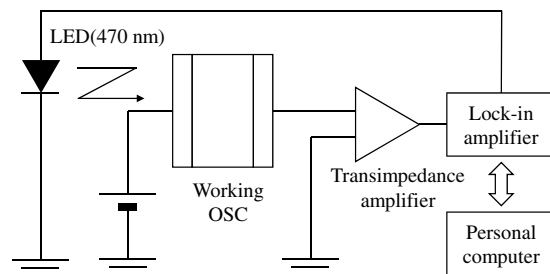 LED(470 nm)
Working
OSC
Transimpedance
amplifier
Lock-in
amplifier
Personal
computer